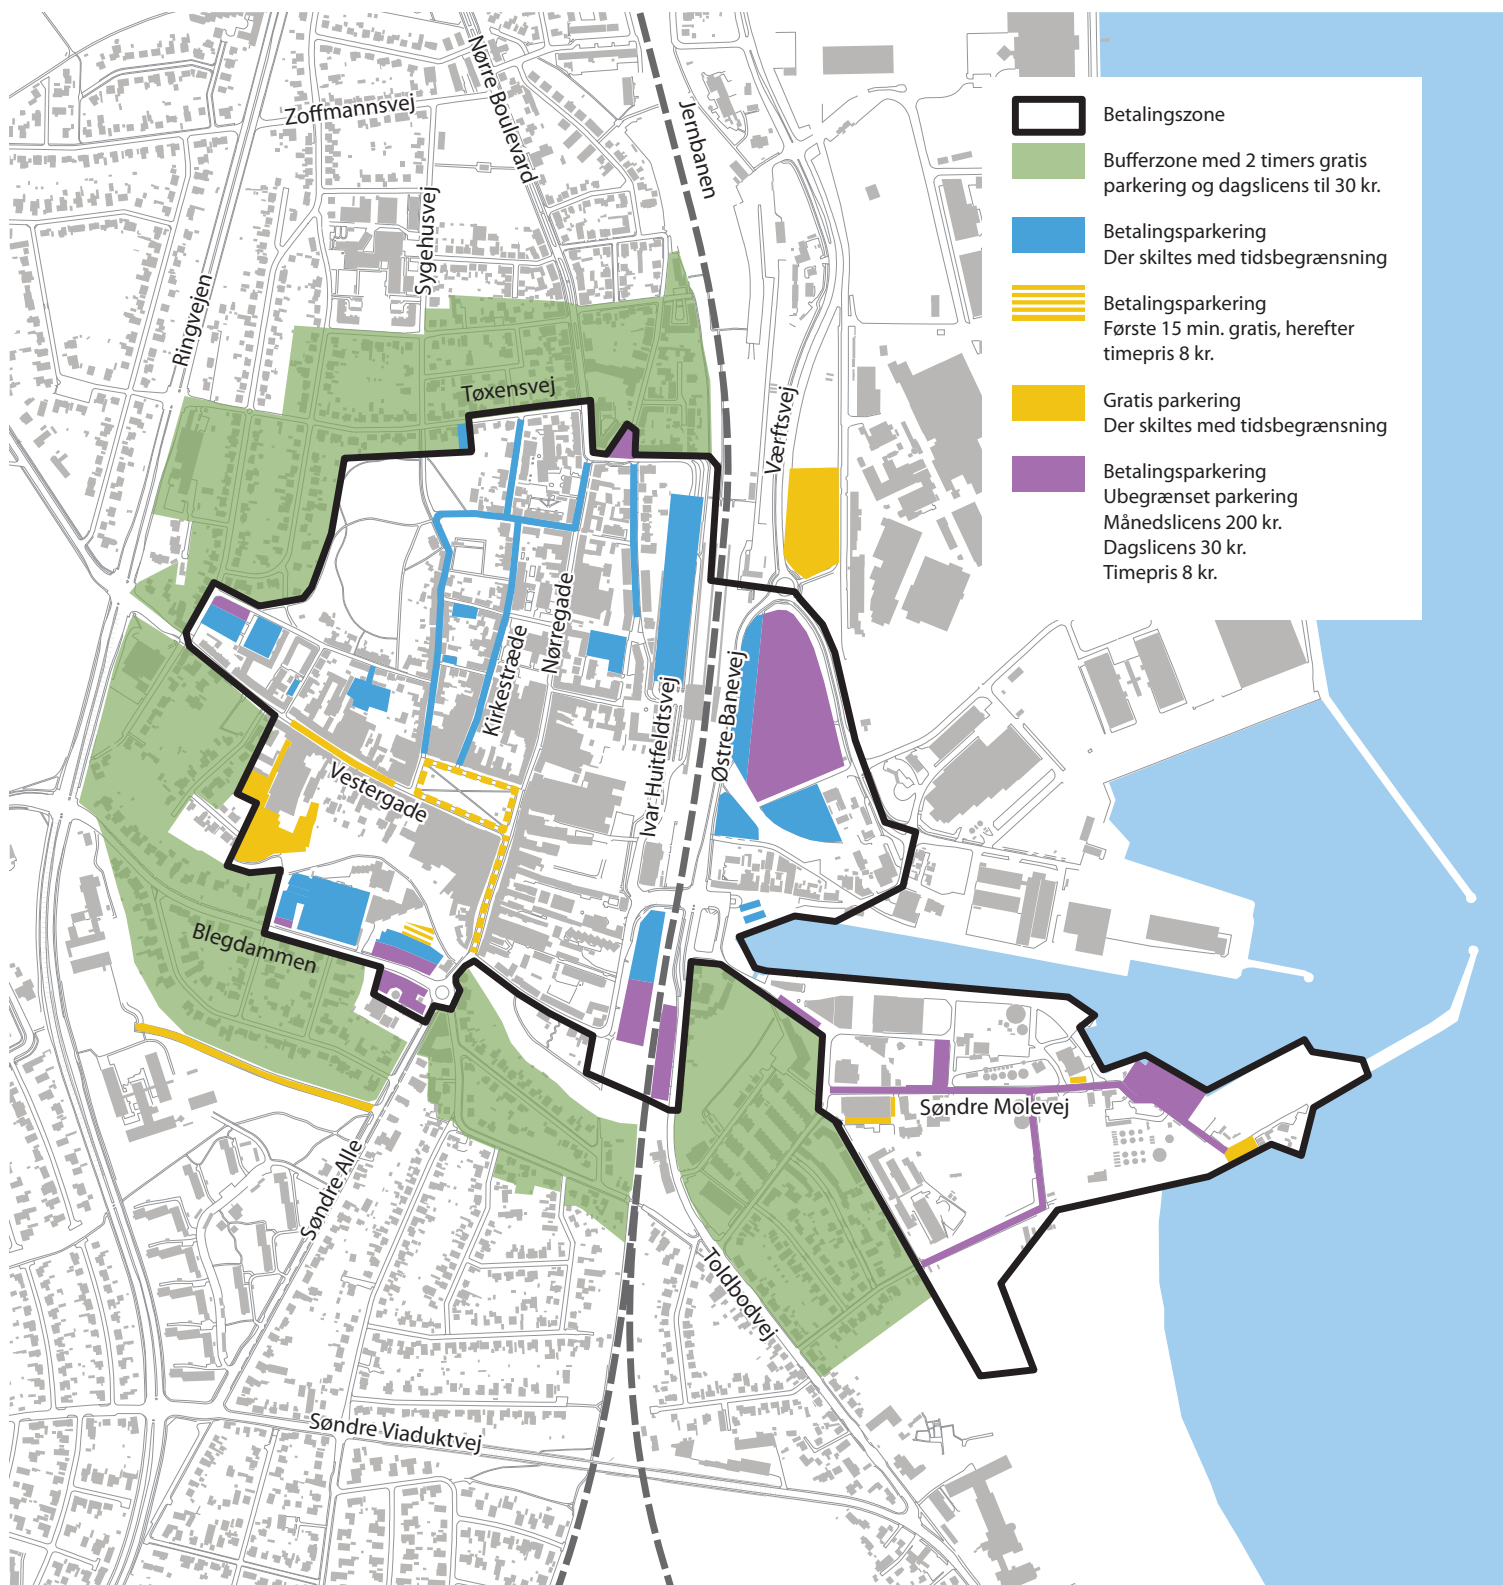 Betalingszone
Bufferzone med 2 timers gratis
parkering og dagslicens til 30 kr.
Betalingsparkering
Der skiltes med tidsbegrænsning
Betalingsparkering
Første 15 min. gratis, herefter
timepris 8 kr.
Gratis parkering
Der skiltes med tidsbegrænsning
Betalingsparkering
Ubegrænset parkering
Månedslicens 200 kr.
Dagslicens 30 kr.
Timepris 8 kr.
Nørre Boulevard
Zoffmannsvej
Jernbanen
Sygehusvej
Ringvejen
Tøxensvej
Værftsvej
Nørregade
Kirkestræde
Ivar Huitfeldtsvej
Østre Banevej
Vestergade
Blegdammen
Søndre Molevej
Søndre Alle
Toldbodvej
Søndre Viaduktvej